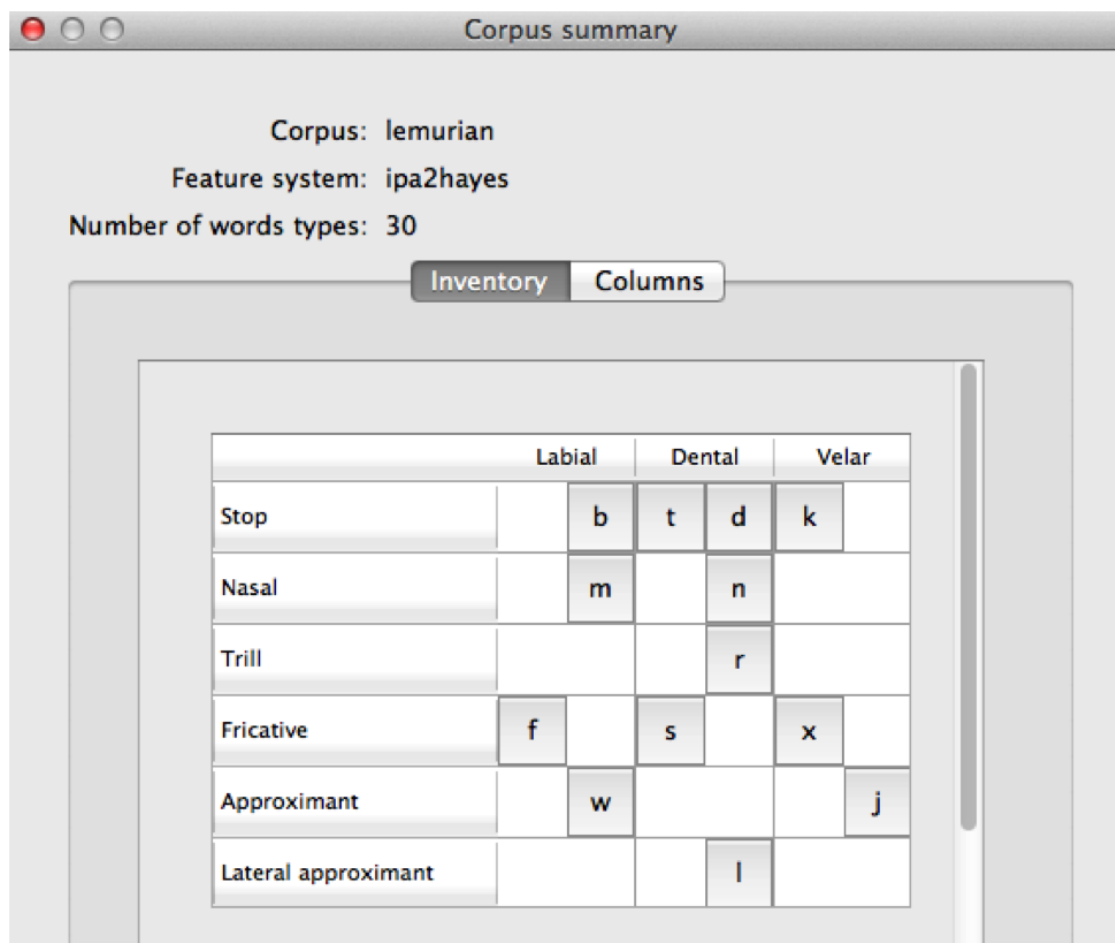 Corpus summary
Corpus: lemurian
Feature system: ipa2hayes
Number of words types: 30
Inventory Columns
Labial Dental Velar
Stop b t d k
Nasal m n
Trill r
Fricative f s x
Approximant w j
Lateral approximant l